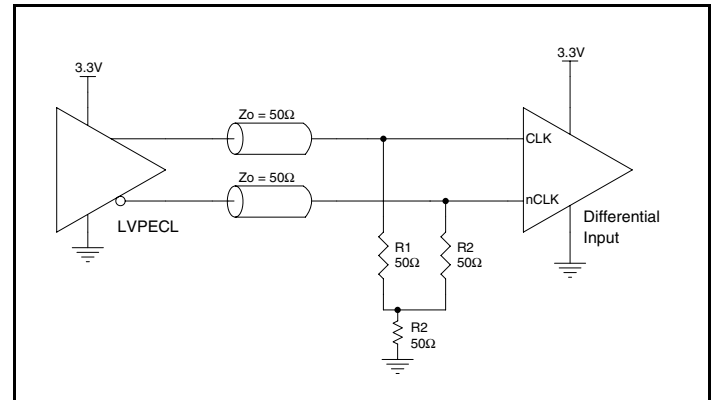 3.3V
3.3V
Zo = 50Ω
CLK
Zo = 50Ω
nCLK
LVPECL
Differential
Input
R1
50Ω
R2
50Ω
R2
50Ω